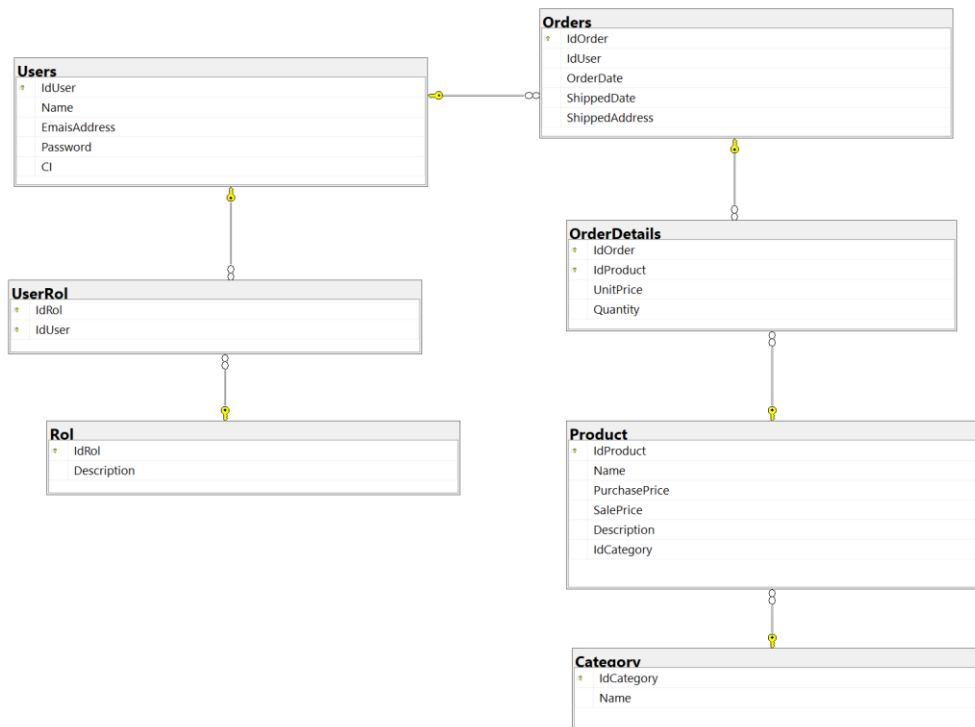 Users
IdUser
Name
EmaisAddress
Password
CI
Orders
IdOrder
IdUser
OrderDate
ShippedDate
ShippedAddress
UserRol
IdRol
IdUser
OrderDetails
IdOrder
IdProduct
UnitPrice
Quantity
Rol
IdRol
Description
Product
IdProduct
Name
PurchasePrice
SalePrice
Description
IdCategory
Category
IdCategory
Name